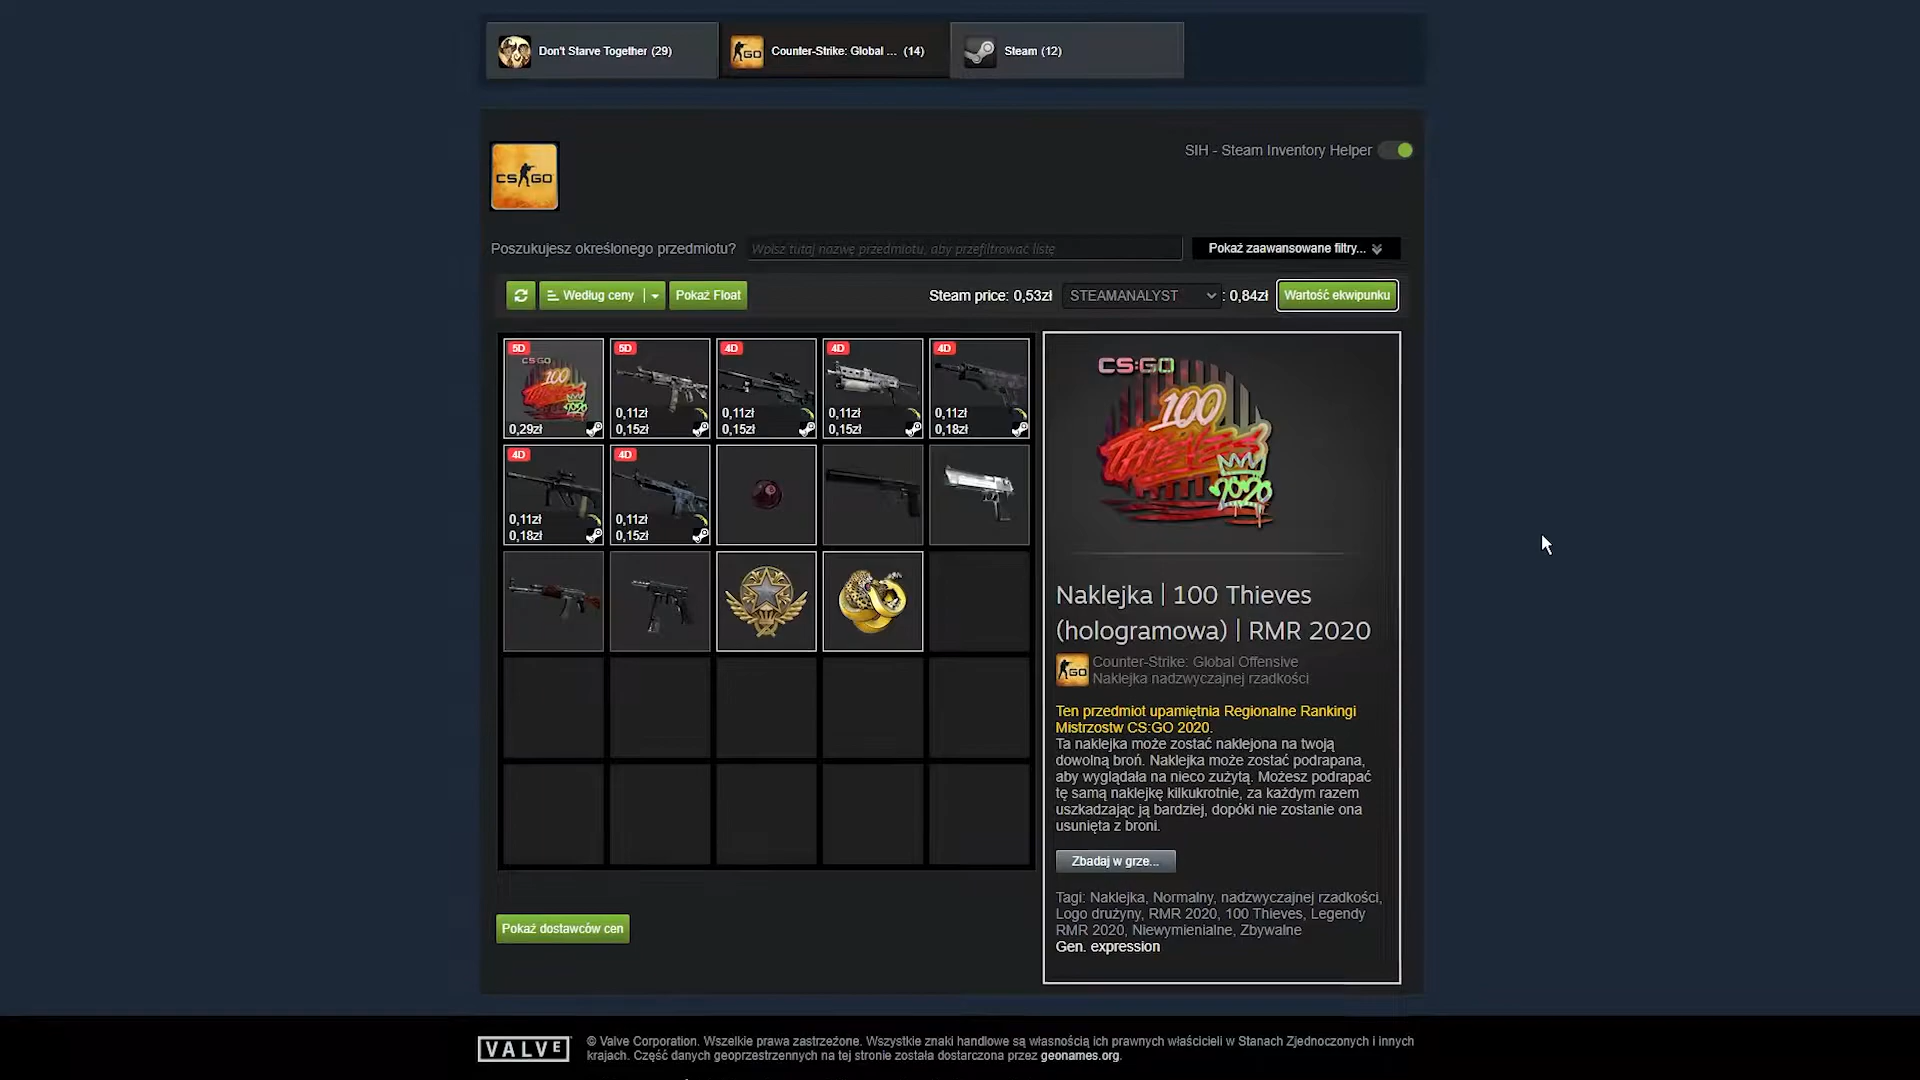 Don't Starve Together (29)
Counter-Strike: Global ... (14)
Steam (12)
SIH - Steam Inventory Helper
CS GO
Poszukujesz określonego przedmiotu?
Wpisz tutaj nazwę przedmiotu, aby przefiltrować listę
Pokaż zaawansowane filtry...
Według ceny
Pokaż Float
Steam price: 0,53zł
STEAMANALYST
: 0,84zł
Wartość ekwipunku
5D
0,29zł
5D
0,11zł
0,15zł
4D
0,11zł
0,15zł
4D
0,11zł
0,15zł
4D
0,11zł
0,18zł
4D
0,11zł
0,18zł
4D
0,11zł
0,15zł
CS:GO
100
THIEVES
2020
Naklejka | 100 Thieves
(hologramowa) | RMR 2020
GO
Counter-Strike: Global Offensive
Naklejka nadzwyczajnej rzadkości
Ten przedmiot upamiętnia Regionalne Rankingi
Mistrzostw CS:GO 2020.
Ta naklejka może zostać naklejona na twoją
dowolną broń. Naklejka może zostać podrapana,
aby wyglądała na nieco zużytą. Możesz podrapać
tę samą naklejkę kilkukrotnie, za każdym razem
uszkadzając ją bardziej, dopóki nie zostanie ona
usunięta z broni.
Zbadaj w grze...
Tagi: Naklejka, Normalny, nadzwyczajnej rzadkości,
Logo drużyny, RMR 2020, 100 Thieves, Legendy
RMR 2020, Niewymienialne, Zbywalne
Gen. expression
Pokaż dostawców cen
VALVE
© Valve Corporation. Wszelkie prawa zastrzeżone. Wszystkie znaki handlowe są własnością ich prawnych właścicieli w Stanach Zjednoczonych i innych
krajach. Część danych geoprzestrzennych na tej stronie została dostarczona przez geonames.org.